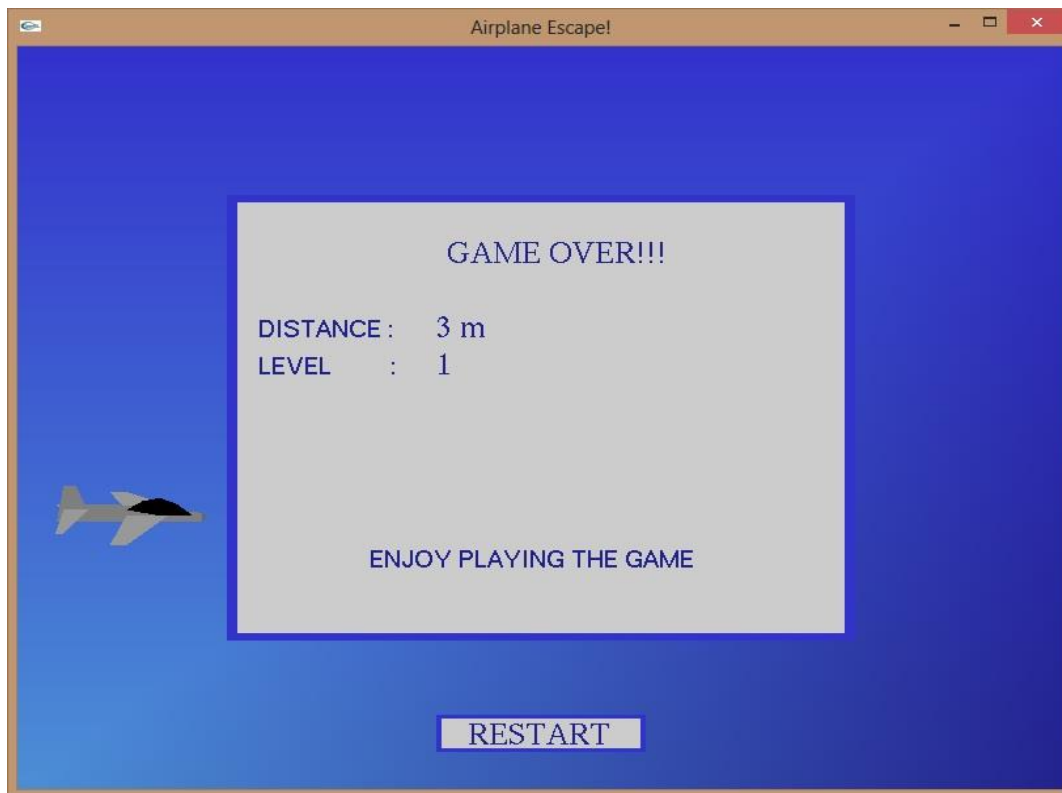 Airplane Escape!
GAME OVER!!!
DISTANCE : 3 m
LEVEL : 1
ENJOY PLAYING THE GAME
RESTART